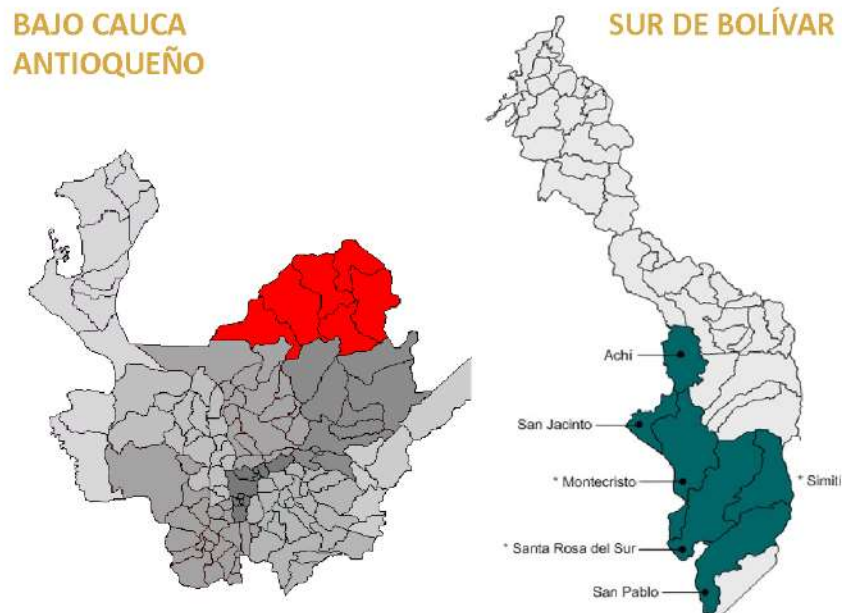 BAJO CAUCA
ANTIOQUEÑO
SUR DE BOLÍVAR
Achí
San Jacinto
* Montecristo
* Simití
* Santa Rosa del Sur
San Pablo